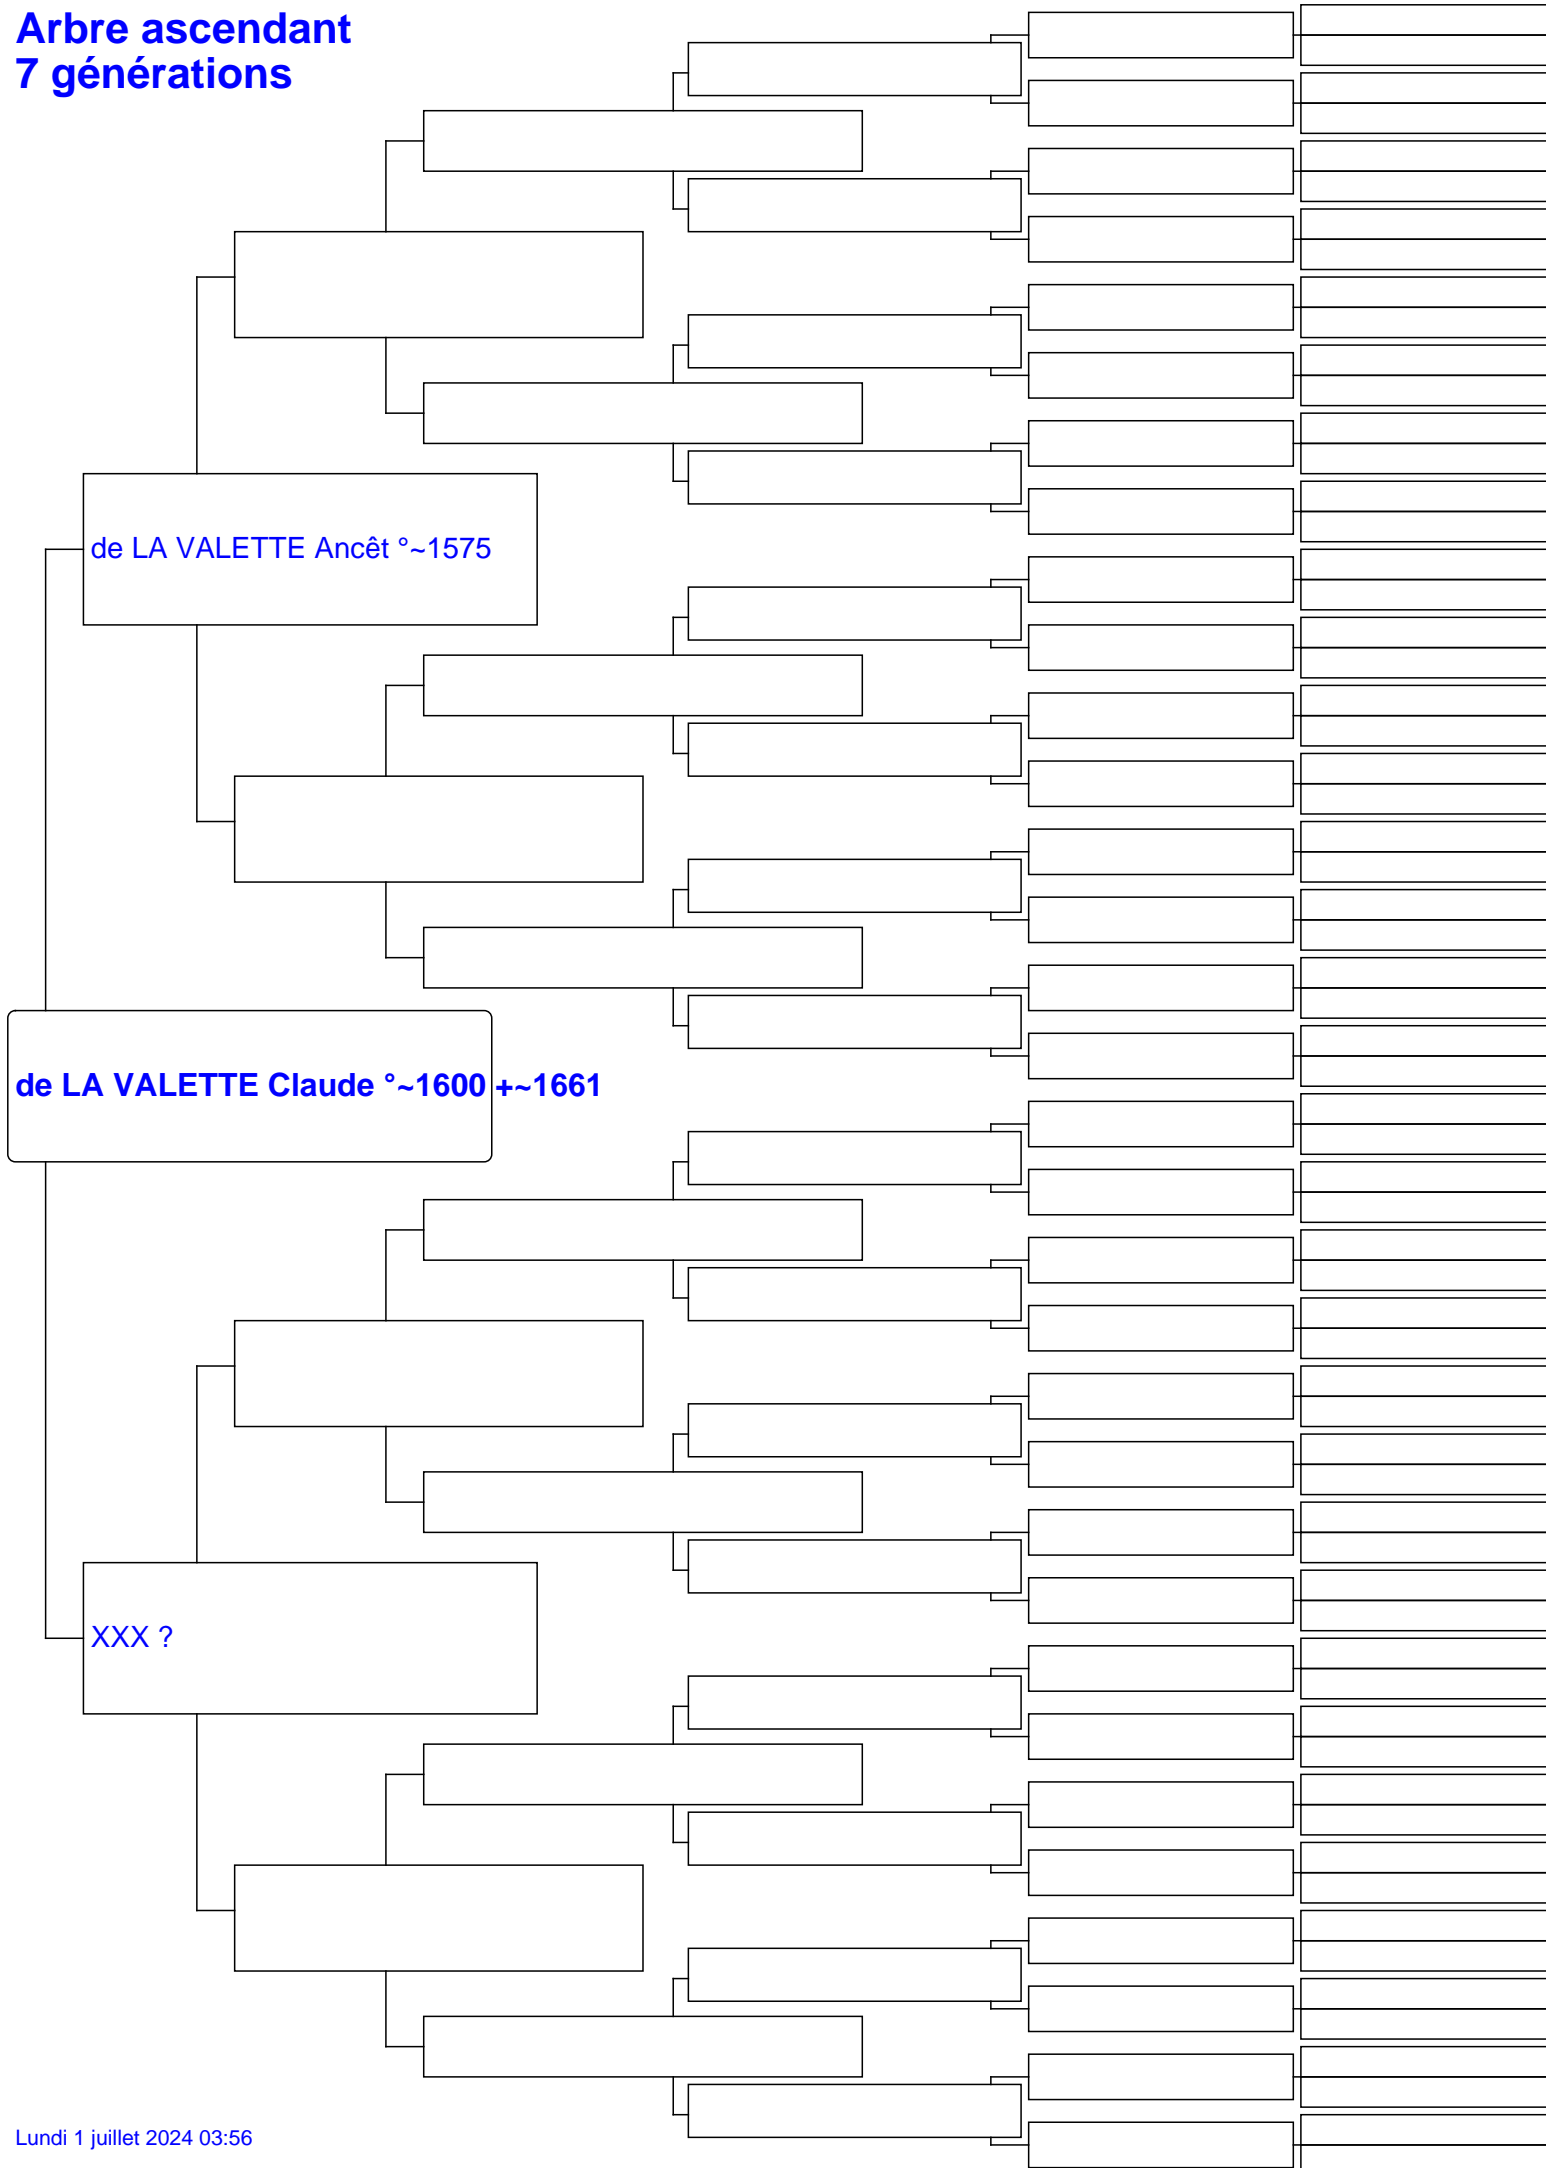 Arbre ascendant
7 générations
de LA VALETTE Ancêt °~1575
de LA VALETTE Claude °~1600 +~1661
XXX ?
Lundi 1 juillet 2024 03:56